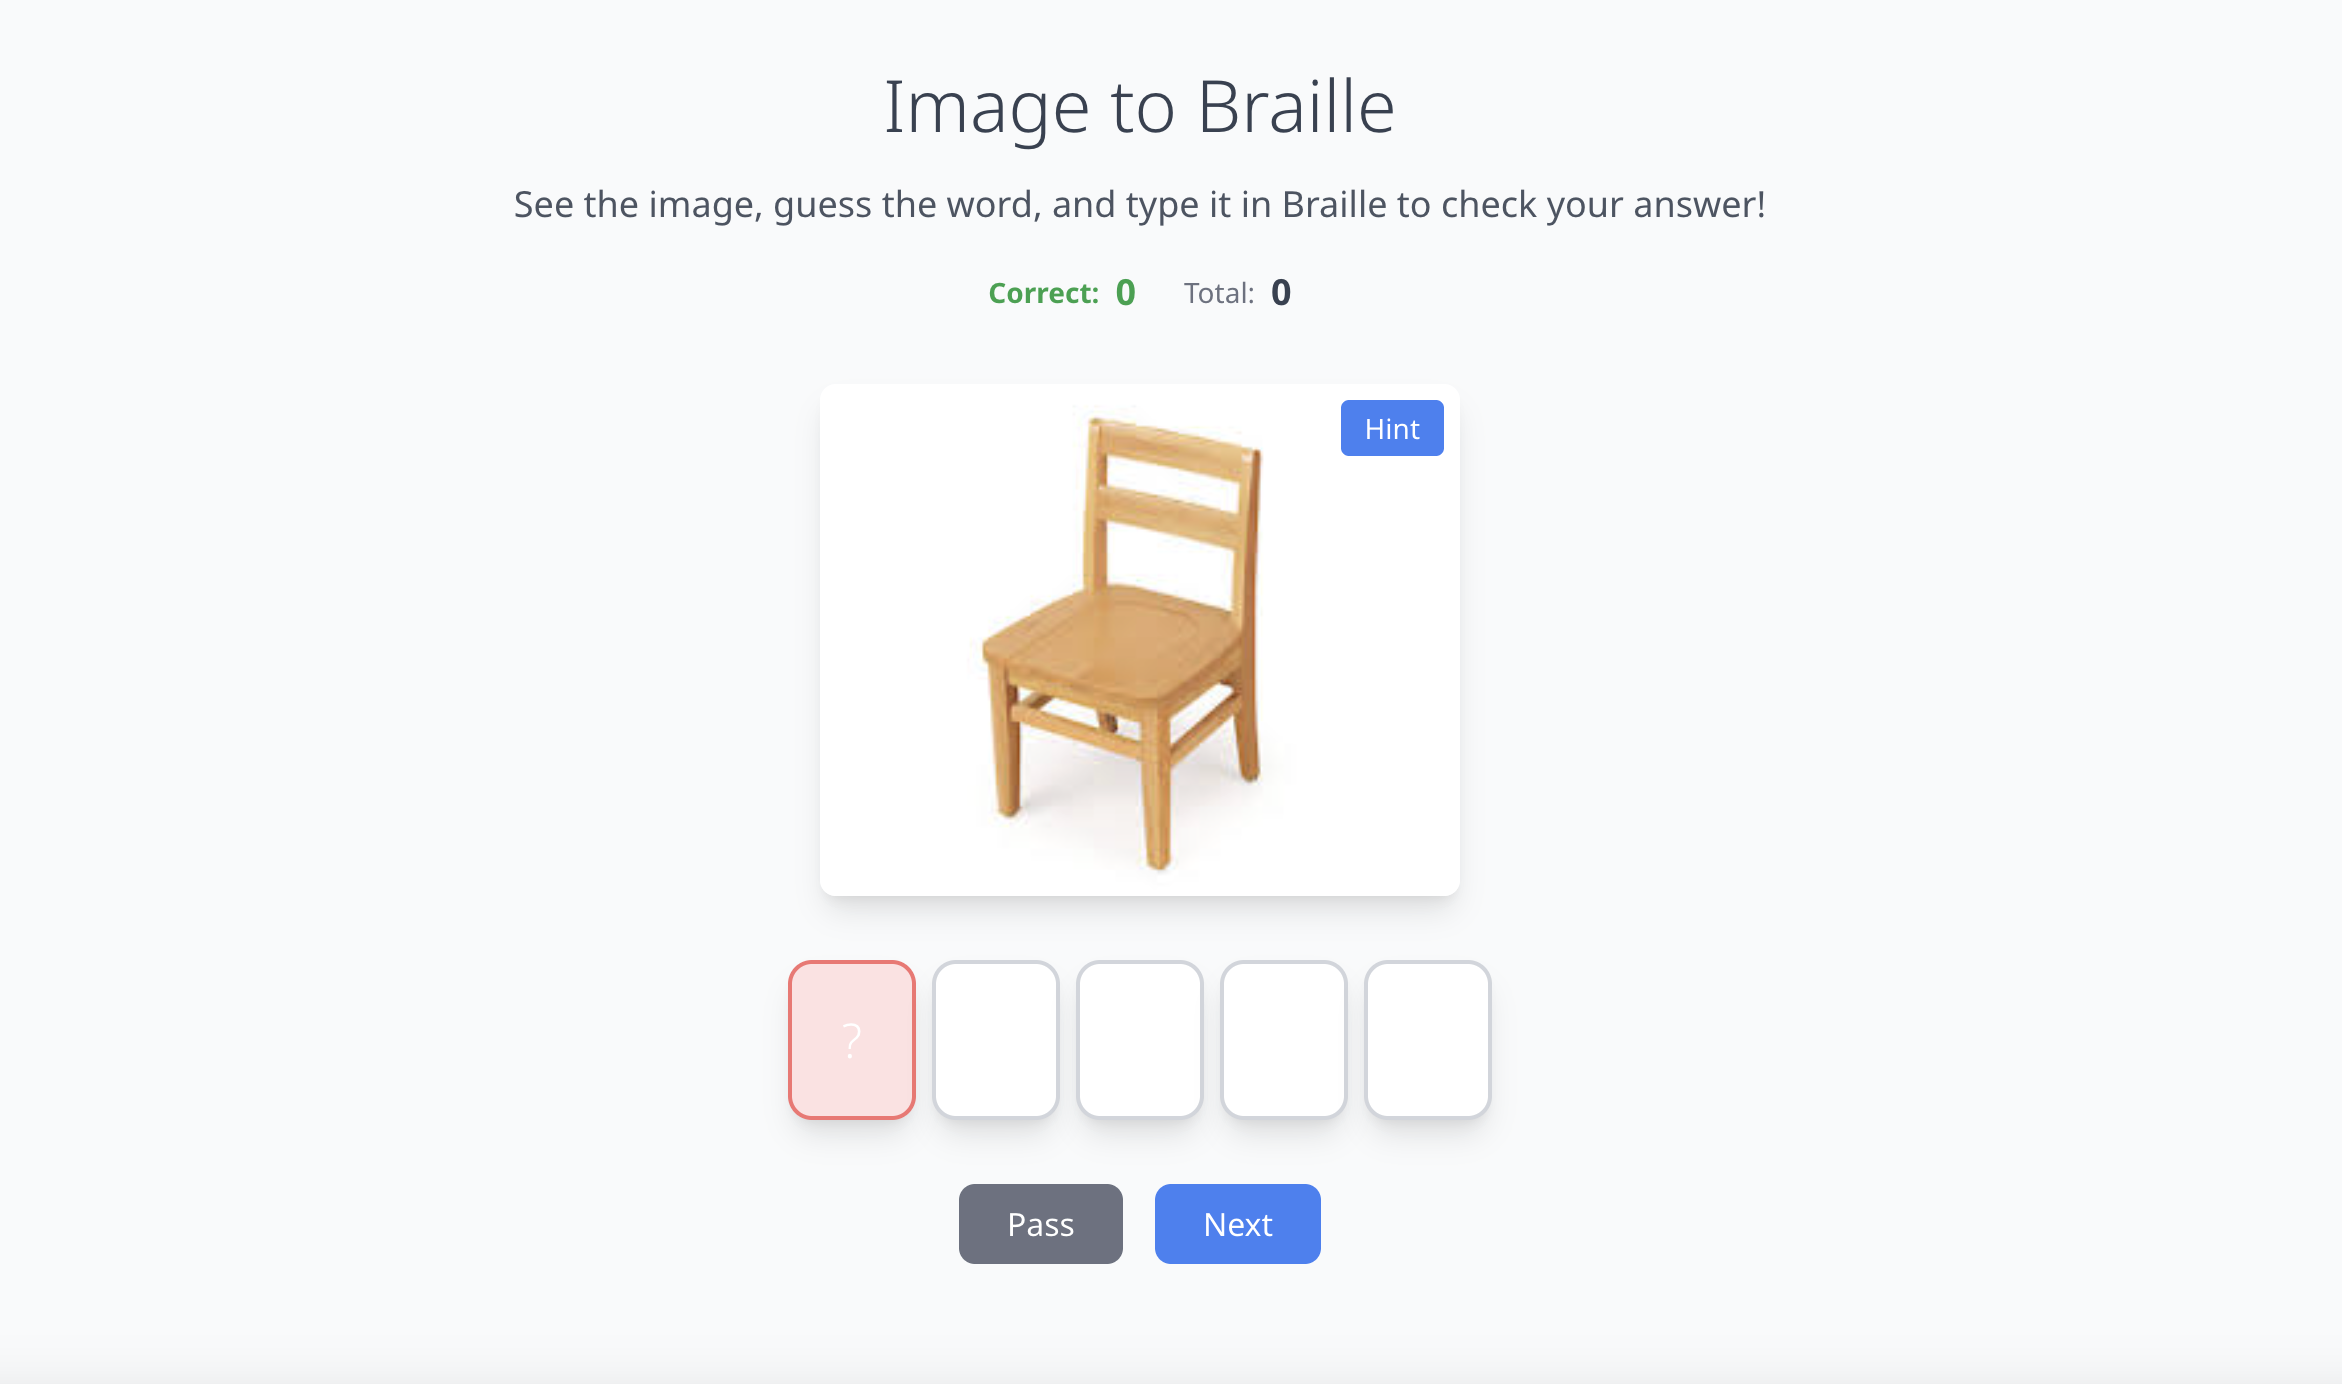 Image to Braille
See the image, guess the word, and type it in Braille to check your answer!
Correct: 0 Total: 0
Hint
?
Pass Next